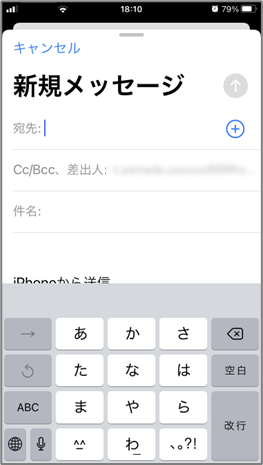 18:10
79%
キャンセル
新規メッセージ
宛先:
Cc/Bcc、差出人:
件名:
iPhoneから送信
→ あ か さ
た な は 空白
ABC ま や ら 改行
^^ わ 、。?!